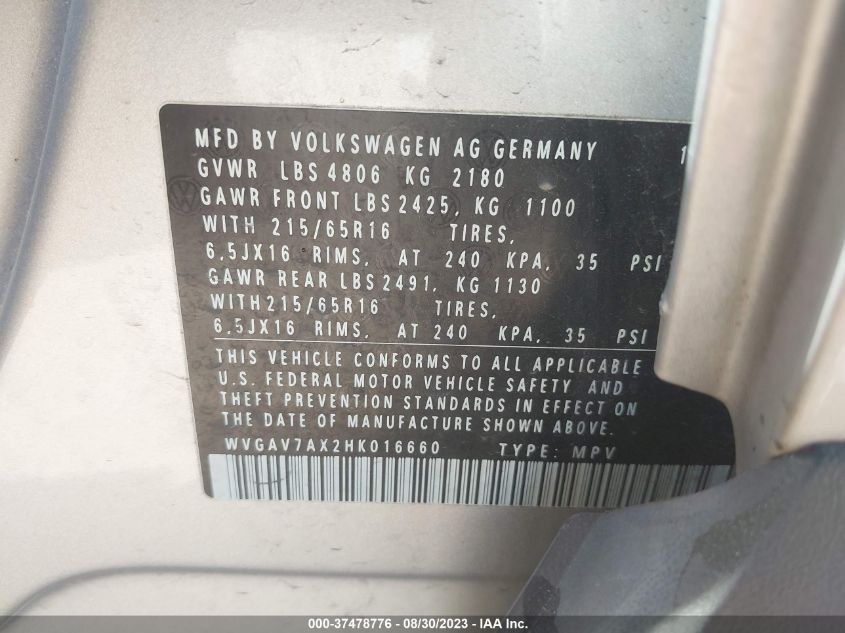 MFD BY VOLKSWAGEN AG GERMANY 1
GVWR LBS 4806 KG 2180
GAWR FRONT LBS 2425, KG 1100
WITH 215/65R16 TIRES,
6,5JX16 RIMS, AT 240 KPA, 35 PSI
GAWR REAR LBS 2491, KG 1130
WITH215/65R16 TIRES,
6,5JX16 RIMS, AT 240 KPA, 35 PSI
THIS VEHICLE CONFORMS TO ALL APPLICABLE
U.S. FEDERAL MOTOR VEHICLE SAFETY AND
THEFT PREVENTION STANDARDS IN EFFECT ON
THE DATE OF MANUFACTURE SHOWN ABOVE.
WVGAV7AX2HK016660 TYPE: MPV
000-37478776 - 08/30/2023 - IAA Inc.